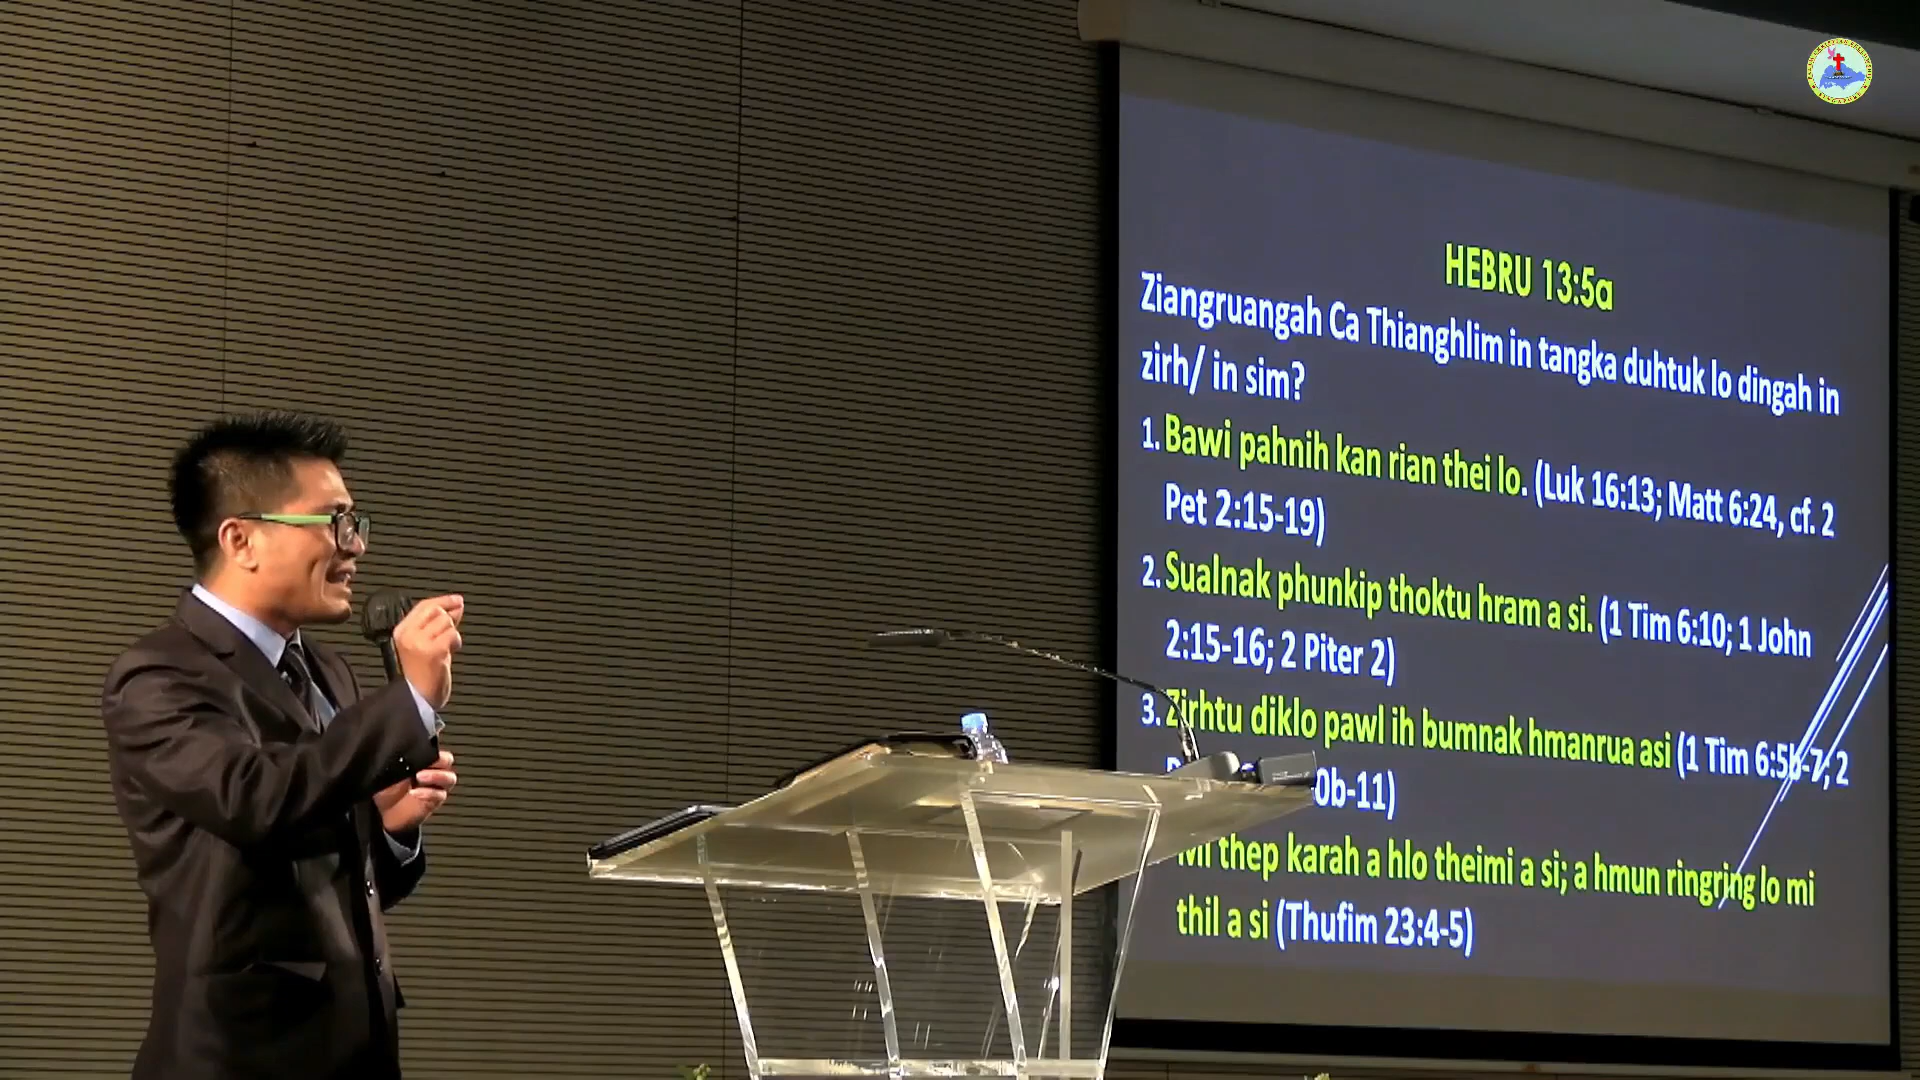 HEBRU 13:5a
Ziangruangah Ca Thianghlim in tangka duhtuk lo dingah in
zirh/ in sim?
1. Bawi pahnih kan rian thei lo. (Luk 16:13; Matt 6:24, cf. 2
Pet 2:15-19)
2. Sualnak phunkip thoktu hram a si. (1 Tim 6:10; 1 John
2:15-16; 2 Piter 2)
3. Zirhtu diklo pawl ih bumnak hmanrua asi (1 Tim 6:5b-7; 2
0b-11)
Mi thep karah a hlo theimi a si; a hmun ringring lo mi
thil a si (Thufim 23:4-5)